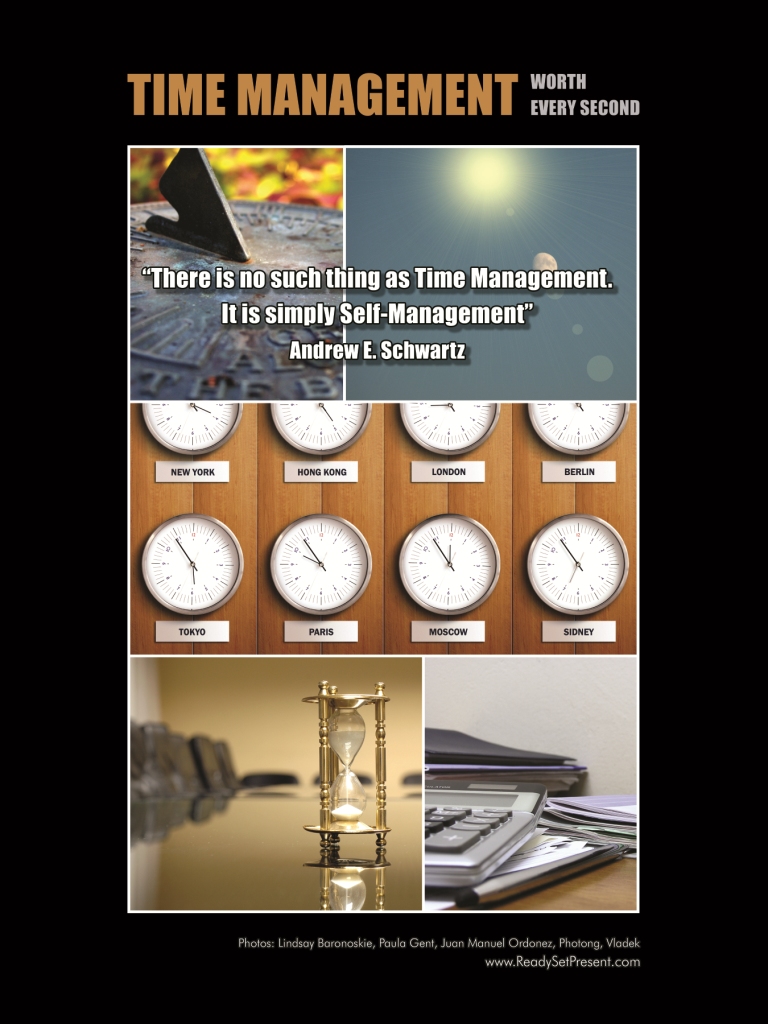 TIME MANAGEMENT
WORTH
EVERY SECOND
“There is no such thing as Time Management.
It is simply Self-Management”
Andrew E. Schwartz
NEW YORK
HONG KONG
LONDON
BERLIN
TOKYO
PARIS
MOSCOW
SIDNEY
Photos: Lindsay Baronoskie, Paula Gent, Juan Manuel Ordonez, Photong, Vladek
www.ReadySetPresent.com